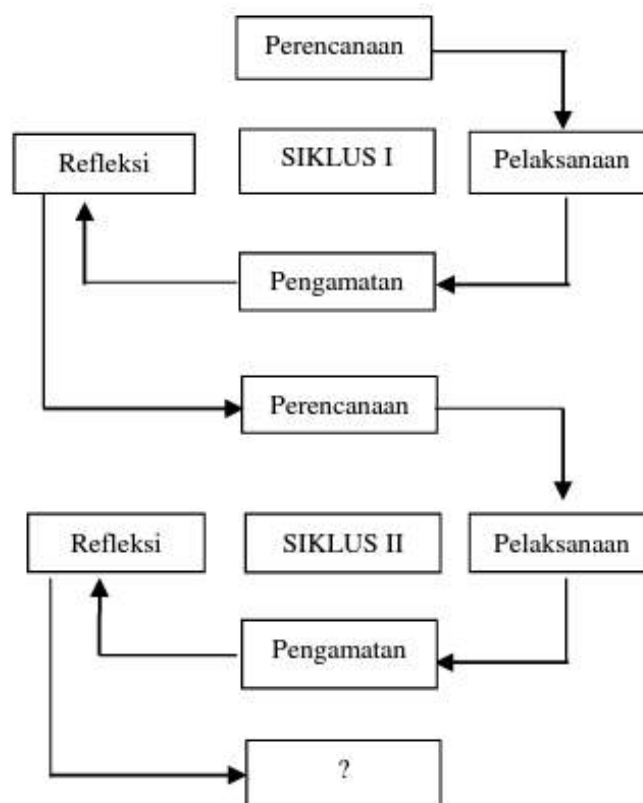 Perencanaan
Refleksi
SIKLUS I
Pelaksanaan
Pengamatan
Perencanaan
Refleksi
SIKLUS II
Pelaksanaan
Pengamatan
?